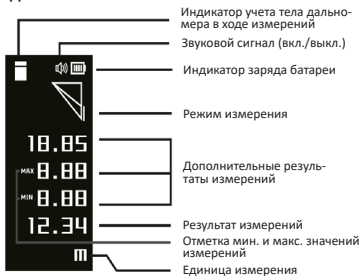 Индикатор учета тела дально-
мера в ходе измерений
Звуковой сигнал (вкл./выкл.)
Индикатор заряда батареи
Режим измерения
18.85
MAX 8.88
MIN 8.88
Дополнительные резуль-
таты измерений
12.34
Результат измерений
Отметка мин. и макс. значений
измерений
m
Единица измерения